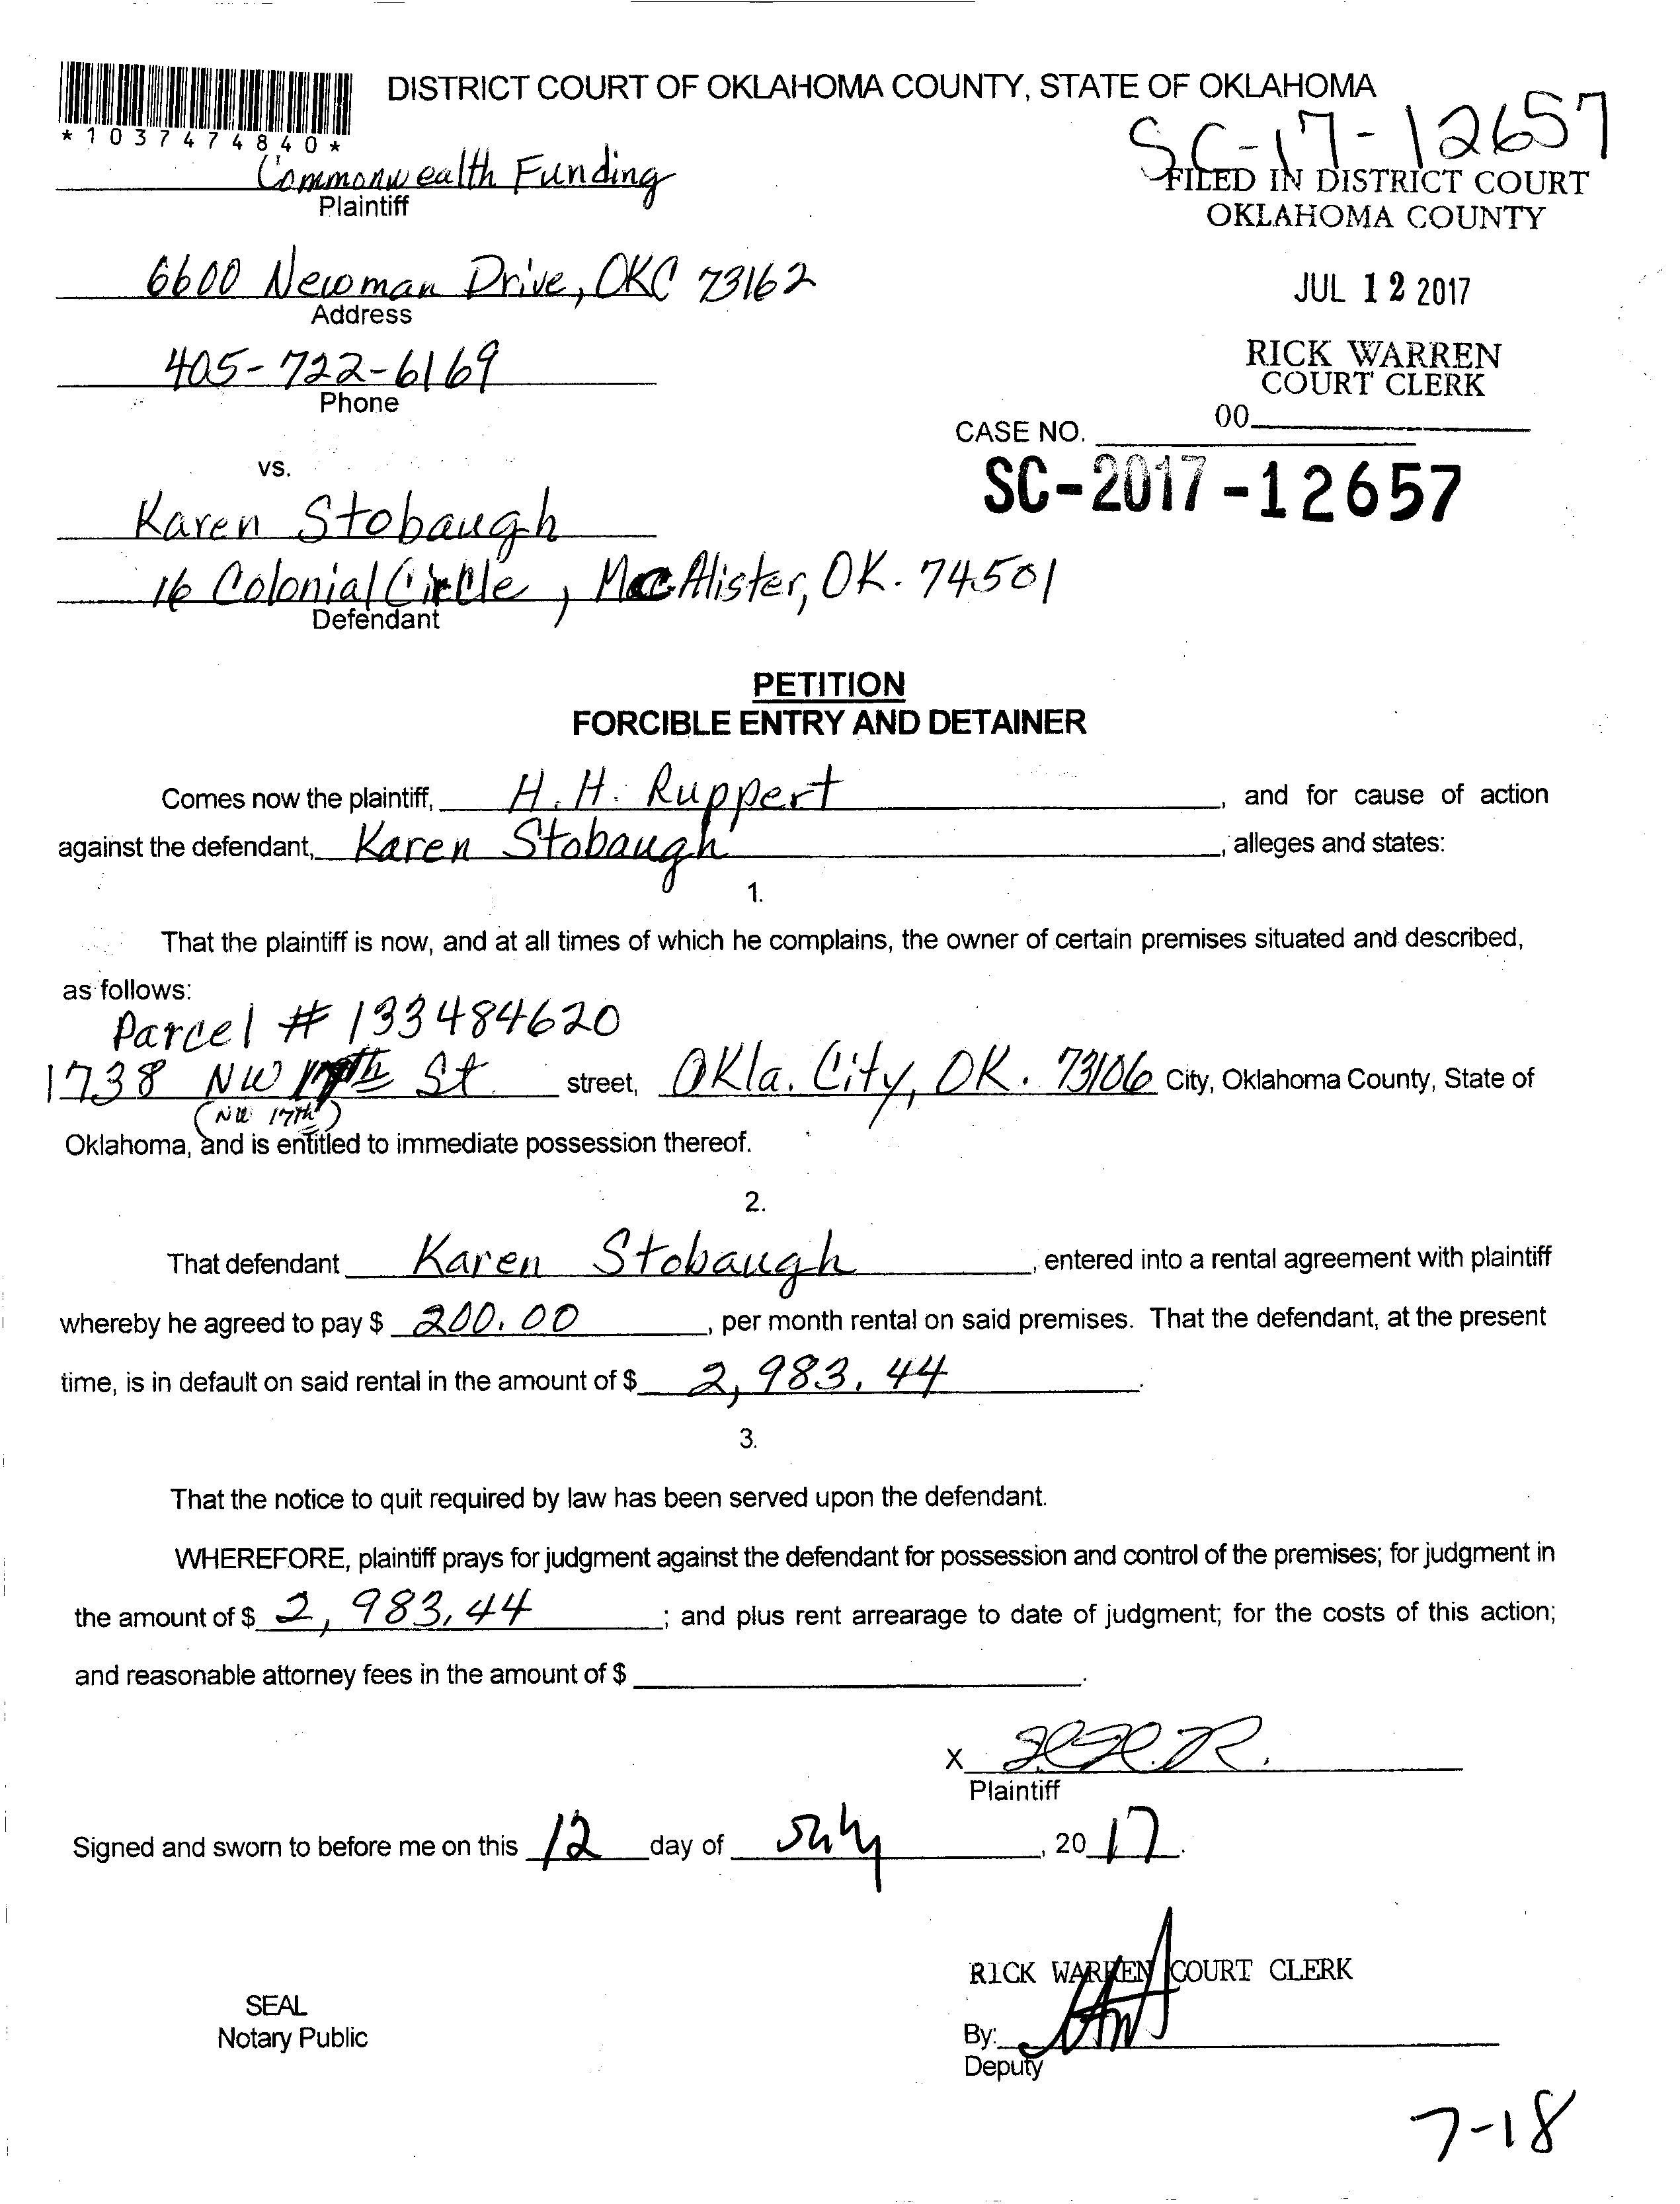 DISTRICT COURT OF OKLAHOMA COUNTY, STATE OF OKLAHOMA
*1037474840*
SC-17-12657
Commonwealth Funding
Plaintiff
FILED IN DISTRICT COURT
OKLAHOMA COUNTY
6600 Newman Drive, OKC 73162
Address
JUL 12 2017
405-722-6169
Phone
RICK WARREN
COURT CLERK
00
CASE NO.
vs.
SC-2017-12657
Karen Stobaugh
16 Colonial Circle, MacAlister, OK. 74501
Defendant
PETITION
FORCIBLE ENTRY AND DETAINER
Comes now the plaintiff, H. H. Ruppert, and for cause of action
against the defendant, Karen Stobaugh, alleges and states:
1.
That the plaintiff is now, and at all times of which he complains, the owner of certain premises situated and described,
as follows:
Parcel # 133484620
1738 NW 17th St. street, Okla. City, OK. 73106 City, Oklahoma County, State of
(NW 17th)
Oklahoma, and is entitled to immediate possession thereof.
2.
That defendant Karen Stobaugh, entered into a rental agreement with plaintiff
whereby he agreed to pay $ 200.00, per month rental on said premises. That the defendant, at the present
time, is in default on said rental in the amount of $ 2,983.44.
3.
That the notice to quit required by law has been served upon the defendant.
WHEREFORE, plaintiff prays for judgment against the defendant for possession and control of the premises; for judgment in
the amount of $ 2,983.44; and plus rent arrearage to date of judgment; for the costs of this action;
and reasonable attorney fees in the amount of $ .
X H.H.R.
Plaintiff
Signed and sworn to before me on this 12 day of July, 2017.
RICK WARREN COURT CLERK
SEAL
Notary Public
By:
Deputy
7-18